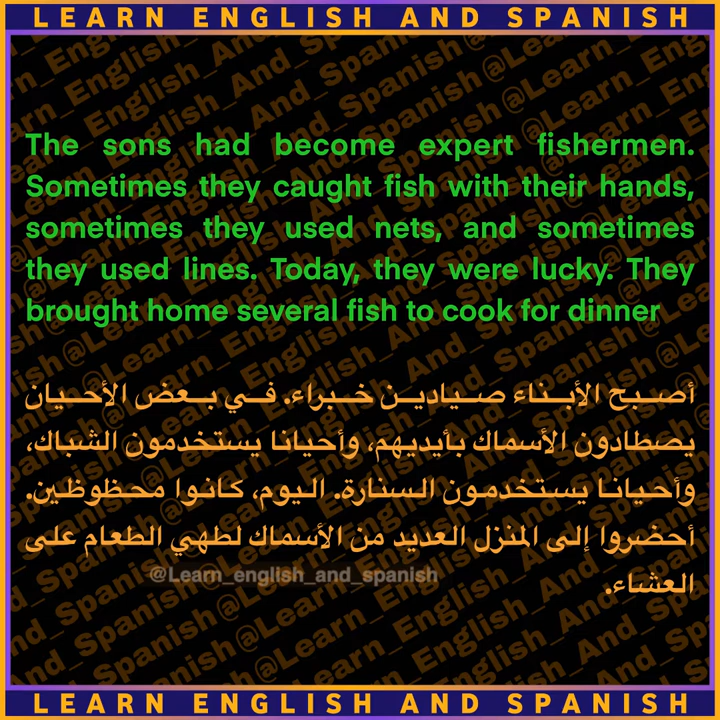 LEARN ENGLISH AND SPANISH
The sons had become expert fishermen.
Sometimes they caught fish with their hands,
sometimes they used nets, and sometimes
they used lines. Today, they were lucky. They
brought home several fish to cook for dinner
أصبح الأبناء صيادين خبراء. في بعض الأحيان
يصطادون الأسماك بأيديهم، وأحيانا يستخدمون الشباك،
وأحيانا يستخدمون السنارة. اليوم، كانوا محظوظين.
أحضروا إلى المنزل العديد من الأسماك لطهي الطعام على
العشاء.
@Learn_english_and_spanish
LEARN ENGLISH AND SPANISH